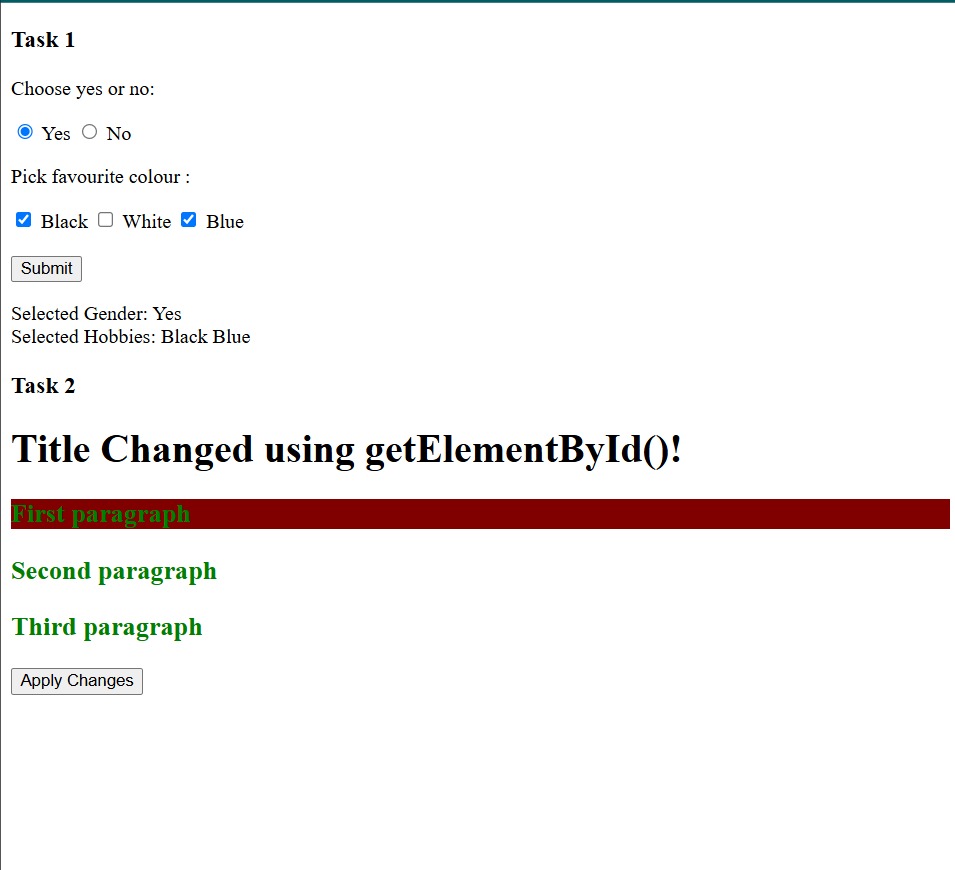 Task 1
Choose yes or no:
Yes No
Pick favourite colour :
Black White Blue
Submit
Selected Gender: Yes
Selected Hobbies: Black Blue
Task 2
Title Changed using getElementById()!
First paragraph
Second paragraph
Third paragraph
Apply Changes